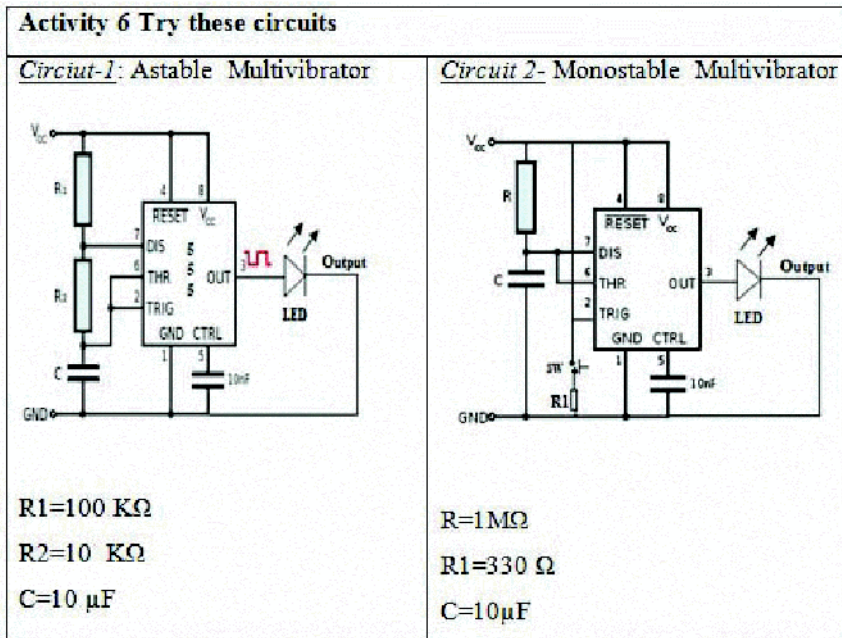 Activity 6 Try these circuits
Circiut-1: Astable Multivibrator
VCC
R1
4
8
RESET VCC
7
DIS
555
6
THR
3
OUT
Output
R2
2
TRIG
LED
GND CTRL
1
5
C
10nF
GND
R1=100 KΩ
R2=10 KΩ
C=10 µF
Circuit 2- Monostable Multivibrator
VCC
R
4
8
RESET VCC
7
DIS
C
6
THR
OUT
3
Output
2
TRIG
LED
GND CTRL
SW
1
5
R1
10nF
GND
R=1MΩ
R1=330 Ω
C=10µF